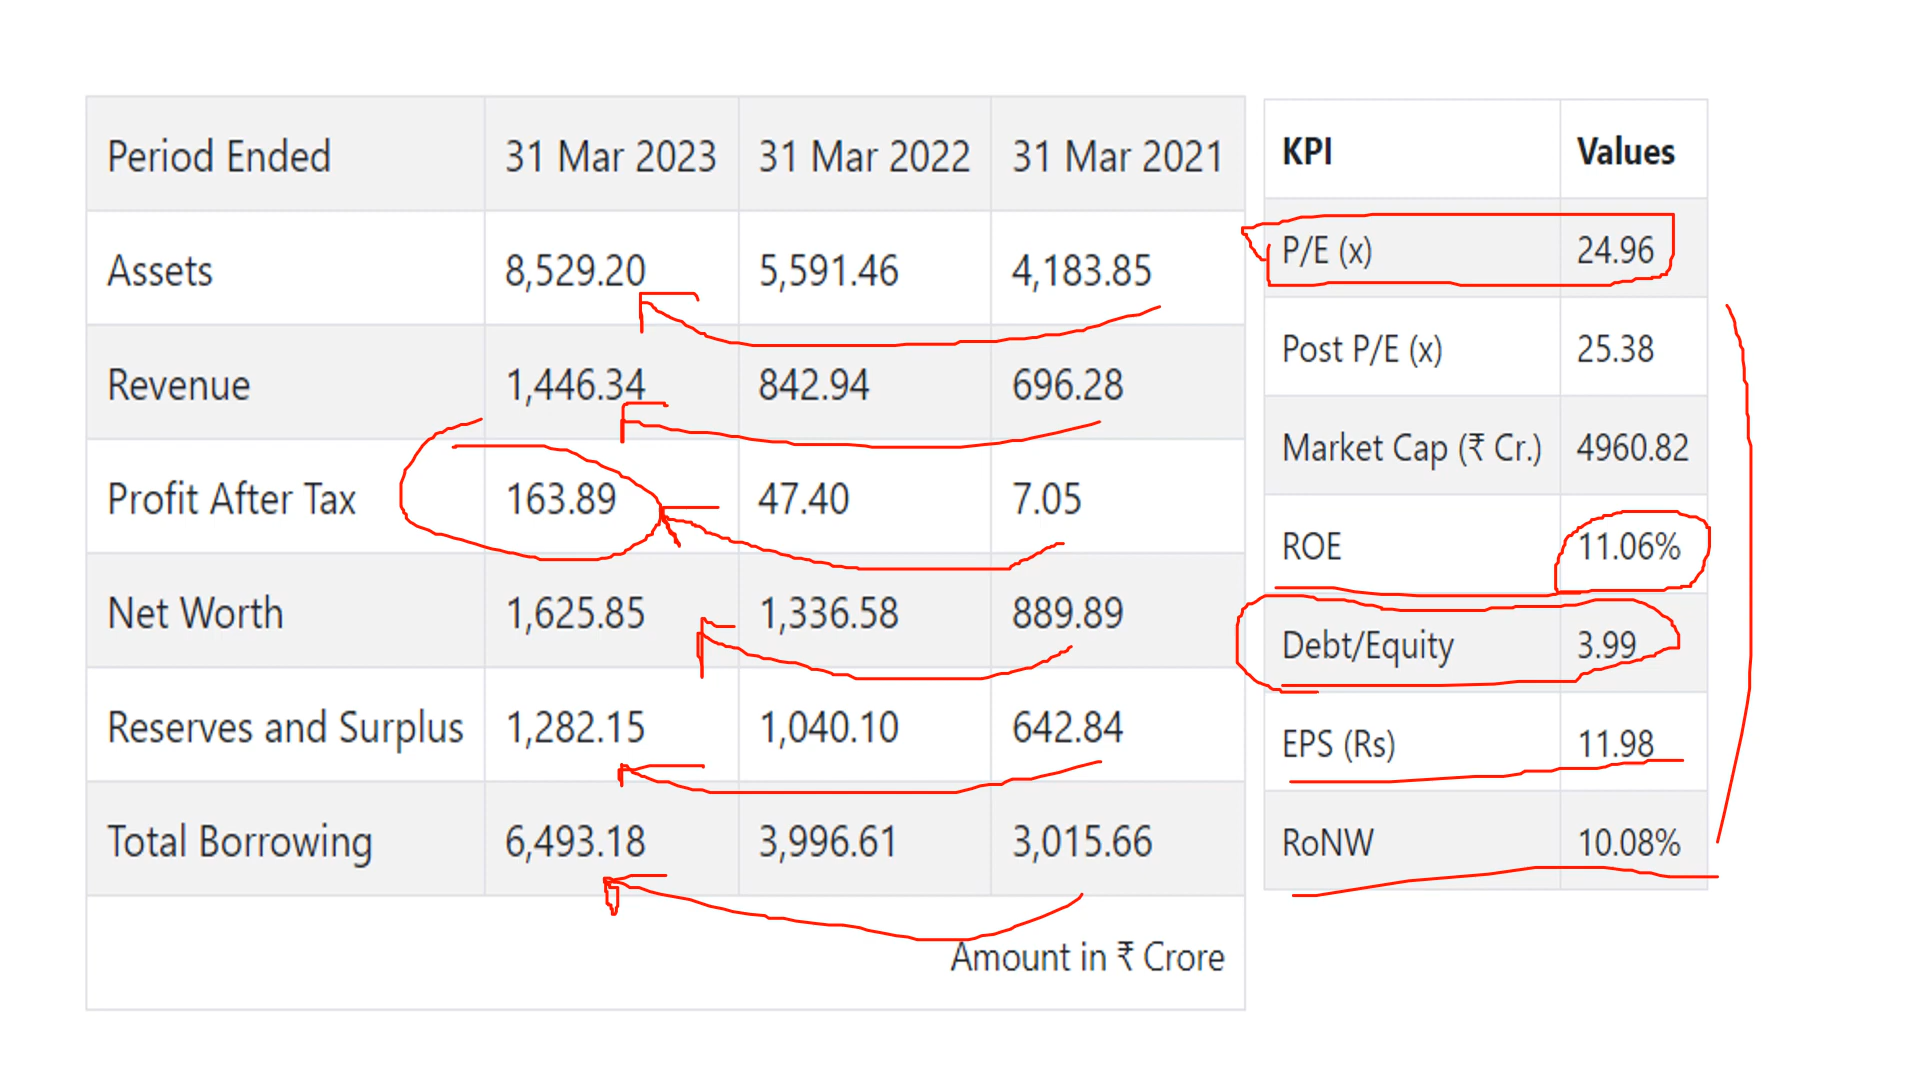 Period Ended 31 Mar 2023 31 Mar 2022 31 Mar 2021
Assets 8,529.20 5,591.46 4,183.85
Revenue 1,446.34 842.94 696.28
Profit After Tax 163.89 47.40 7.05
Net Worth 1,625.85 1,336.58 889.89
Reserves and Surplus 1,282.15 1,040.10 642.84
Total Borrowing 6,493.18 3,996.61 3,015.66
Amount in ₹ Crore
KPI Values
P/E (x) 24.96
Post P/E (x) 25.38
Market Cap (₹ Cr.) 4960.82
ROE 11.06%
Debt/Equity 3.99
EPS (Rs) 11.98
RoNW 10.08%